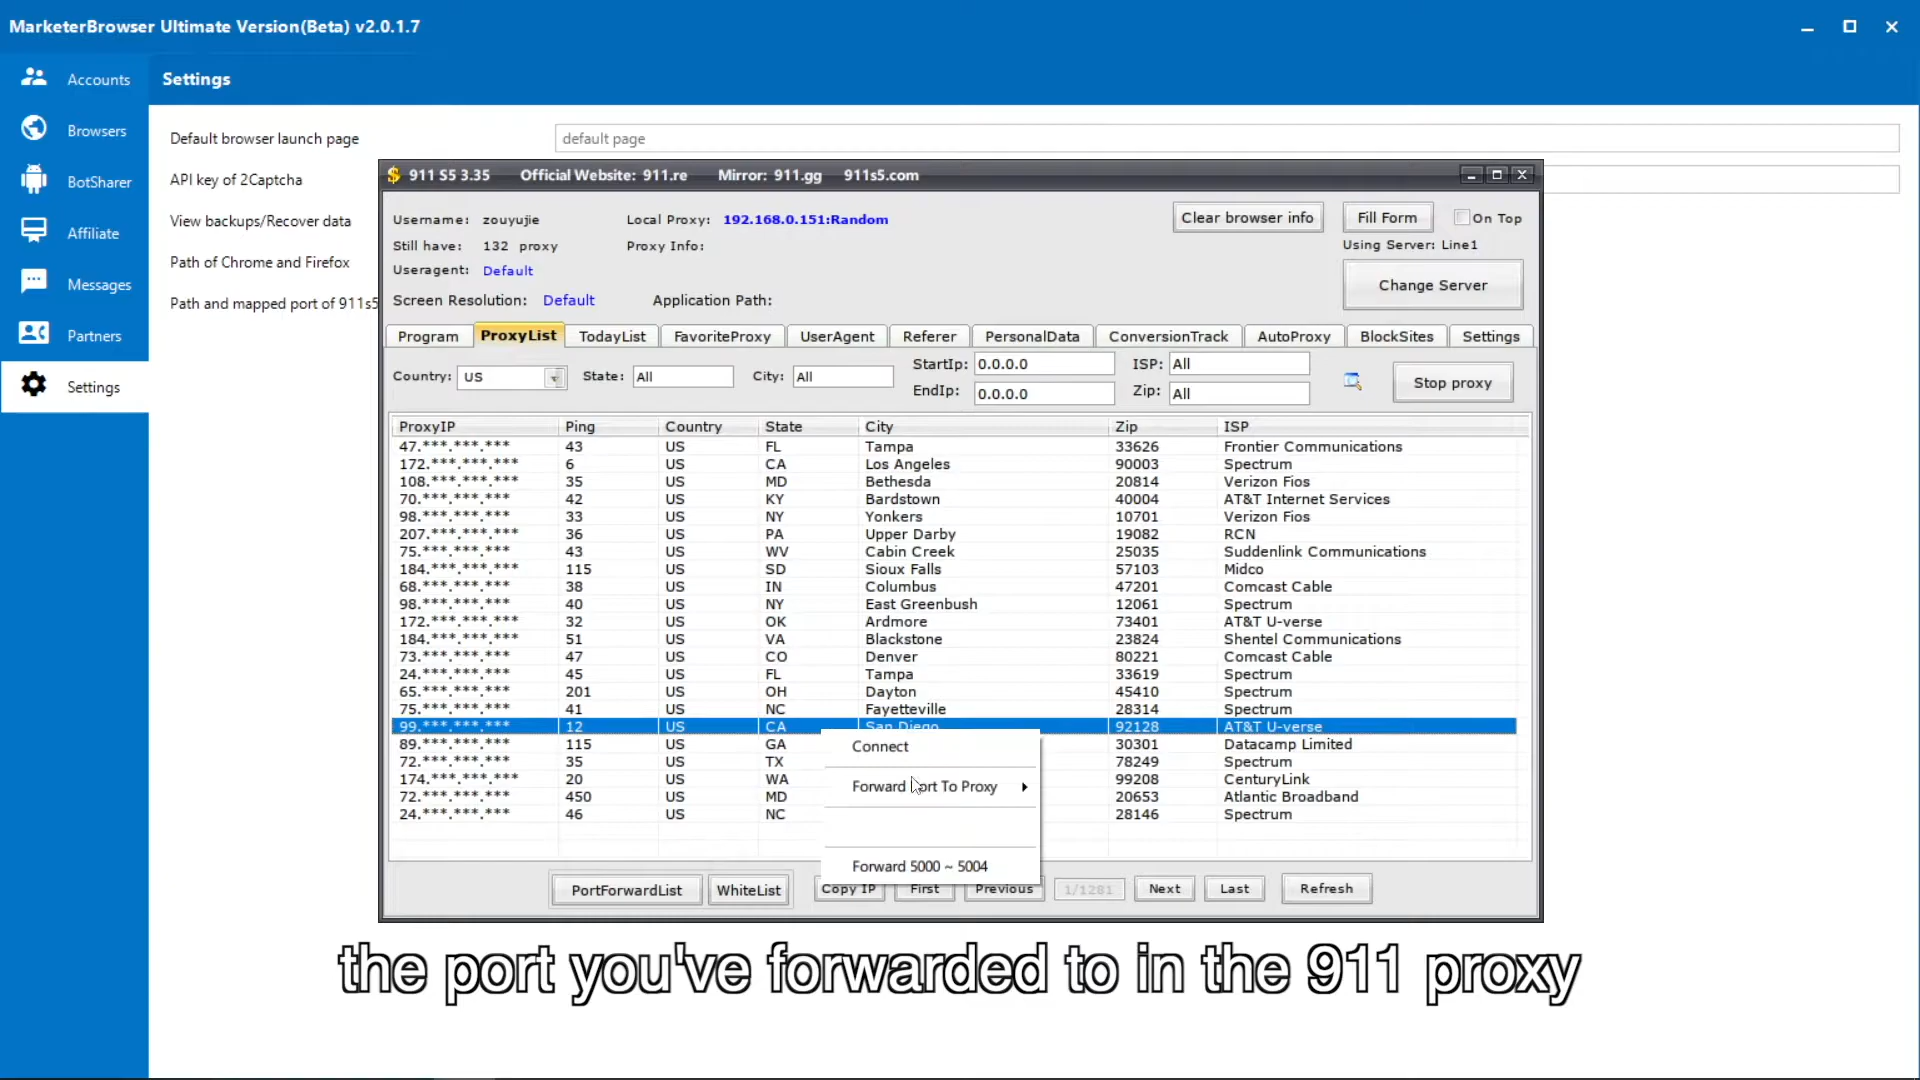 MarketerBrowser Ultimate Version(Beta) v2.0.1.7
Accounts
Settings
Browsers
BotSharer
Affiliate
Messages
Partners
Settings
Default browser launch page
default page
API key of 2Captcha
View backups/Recover data
Path of Chrome and Firefox
Path and mapped port of 911s5
$ 911 S5 3.35 Official Website: 911.re Mirror: 911.gg 911s5.com
Username: zouyujie Local Proxy: 192.168.0.151:Random Clear browser info Fill Form On Top
Still have: 132 proxy Proxy Info: Using Server: Line1
Useragent: Default Change Server
Screen Resolution: Default Application Path:
Program ProxyList TodayList FavoriteProxy UserAgent Referer PersonalData ConversionTrack AutoProxy BlockSites Settings
Country: US State: All City: All StartIp: 0.0.0.0 ISP: All Stop proxy
EndIp: 0.0.0.0 Zip: All
ProxyIP Ping Country State City Zip ISP
47.***.***.*** 43 US FL Tampa 33626 Frontier Communications
172.***.***.*** 6 US CA Los Angeles 90003 Spectrum
108.***.***.*** 35 US MD Bethesda 20814 Verizon Fios
70.***.***.*** 42 US KY Bardstown 40004 AT&T Internet Services
98.***.***.*** 33 US NY Yonkers 10701 Verizon Fios
207.***.***.*** 36 US PA Upper Darby 19082 RCN
75.***.***.*** 43 US WV Cabin Creek 25035 Suddenlink Communications
184.***.***.*** 115 US SD Sioux Falls 57103 Midco
68.***.***.*** 38 US IN Columbus 47201 Comcast Cable
98.***.***.*** 40 US NY East Greenbush 12061 Spectrum
172.***.***.*** 32 US OK Ardmore 73401 AT&T U-verse
184.***.***.*** 51 US VA Blackstone 23824 Shentel Communications
73.***.***.*** 47 US CO Denver 80221 Comcast Cable
24.***.***.*** 45 US FL Tampa 33619 Spectrum
65.***.***.*** 201 US OH Dayton 45410 Spectrum
75.***.***.*** 41 US NC Fayetteville 28314 Spectrum
99.***.***.*** 12 US CA San Diego 92128 AT&T U-verse
89.***.***.*** 115 US GA 30301 Datacamp Limited
72.***.***.*** 35 US TX 78249 Spectrum
174.***.***.*** 20 US WA 99208 CenturyLink
72.***.***.*** 450 US MD 20653 Atlantic Broadband
24.***.***.*** 46 US NC 28146 Spectrum
Connect
Forward Port To Proxy
Forward 5000 ~ 5004
PortForwardList WhiteList Copy IP First Previous 1/1281 Next Last Refresh
the port you've forwarded to in the 911 proxy